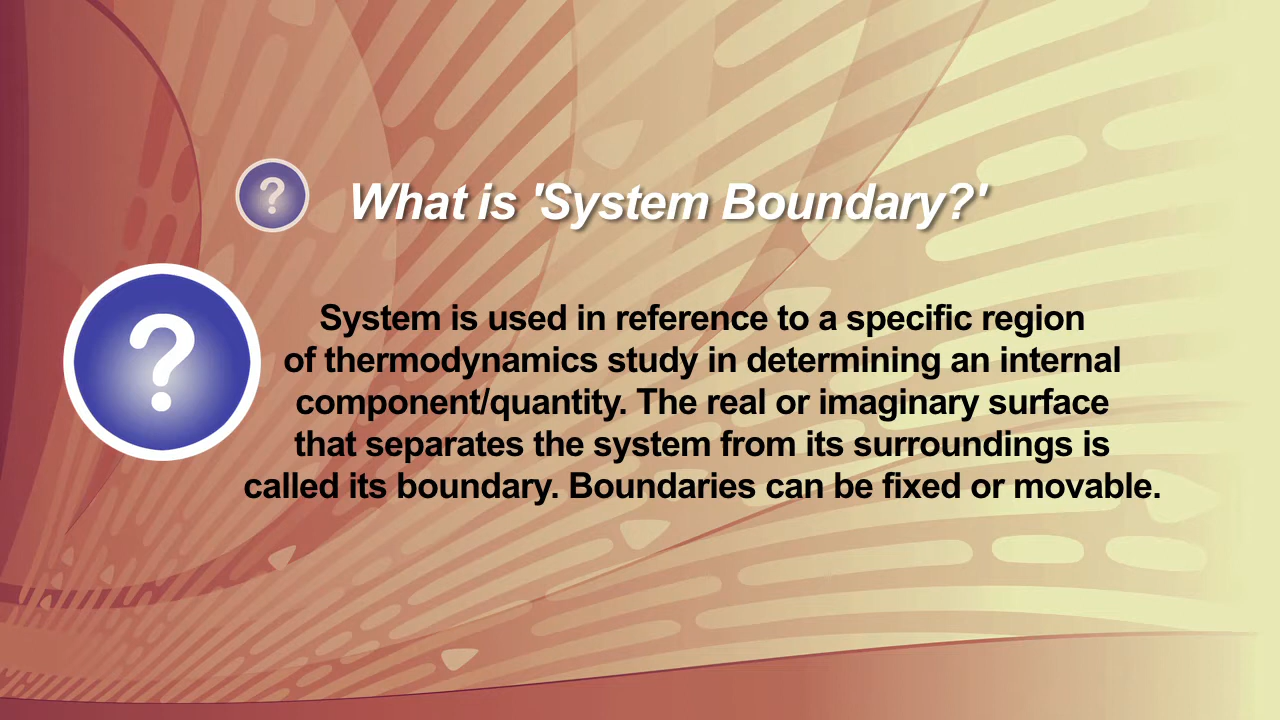 What is 'System Boundary?'
System is used in reference to a specific region
of thermodynamics study in determining an internal
component/quantity. The real or imaginary surface
that separates the system from its surroundings is
called its boundary. Boundaries can be fixed or movable.